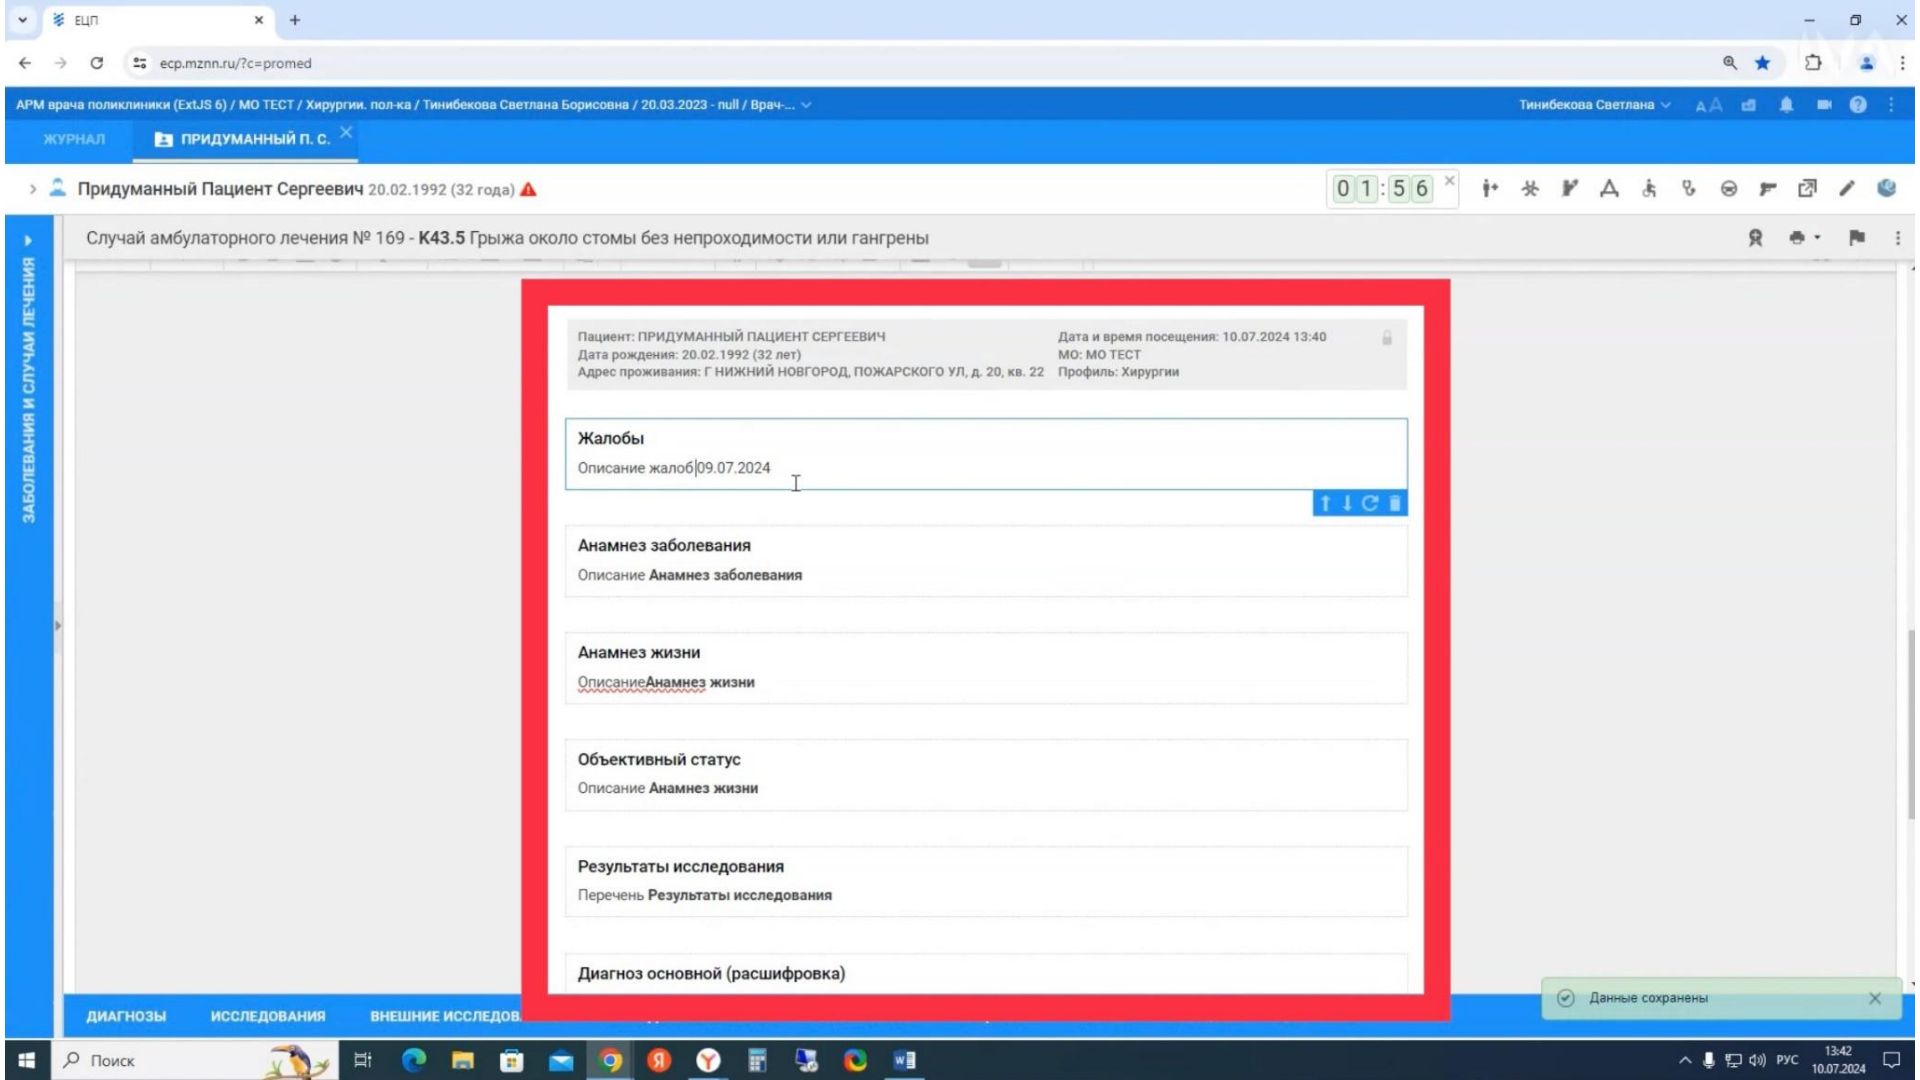 ЕЦП
ecp.mznn.ru/?c=promed
АРМ врача поликлиники (ExtJS 6) / МО ТЕСТ / Хирургии. пол-ка / Тинибекова Светлана Борисовна / 20.03.2023 - null / Врач-...
Тинибекова Светлана
ЖУРНАЛ
ПРИДУМАННЫЙ П. С.
Придуманный Пациент Сергеевич 20.02.1992 (32 года)
01:56
Случай амбулаторного лечения № 169 - K43.5 Грыжа около стомы без непроходимости или гангрены
ЗАБОЛЕВАНИЯ И СЛУЧАИ ЛЕЧЕНИЯ
Пациент: ПРИДУМАННЫЙ ПАЦИЕНТ СЕРГЕЕВИЧ
Дата рождения: 20.02.1992 (32 лет)
Адрес проживания: Г НИЖНИЙ НОВГОРОД, ПОЖАРСКОГО УЛ, д. 20, кв. 22
Дата и время посещения: 10.07.2024 13:40
МО: МО ТЕСТ
Профиль: Хирургии
Жалобы
Описание жалоб 09.07.2024
Анамнез заболевания
Описание Анамнез заболевания
Анамнез жизни
ОписаниеАнамнез жизни
Объективный статус
Описание Анамнез жизни
Результаты исследования
Перечень Результаты исследования
Диагноз основной (расшифровка)
Данные сохранены
ДИАГНОЗЫ
ИССЛЕДОВАНИЯ
ВНЕШНИЕ ИССЛЕДОВ
Поиск
РУС
13:42
10.07.2024